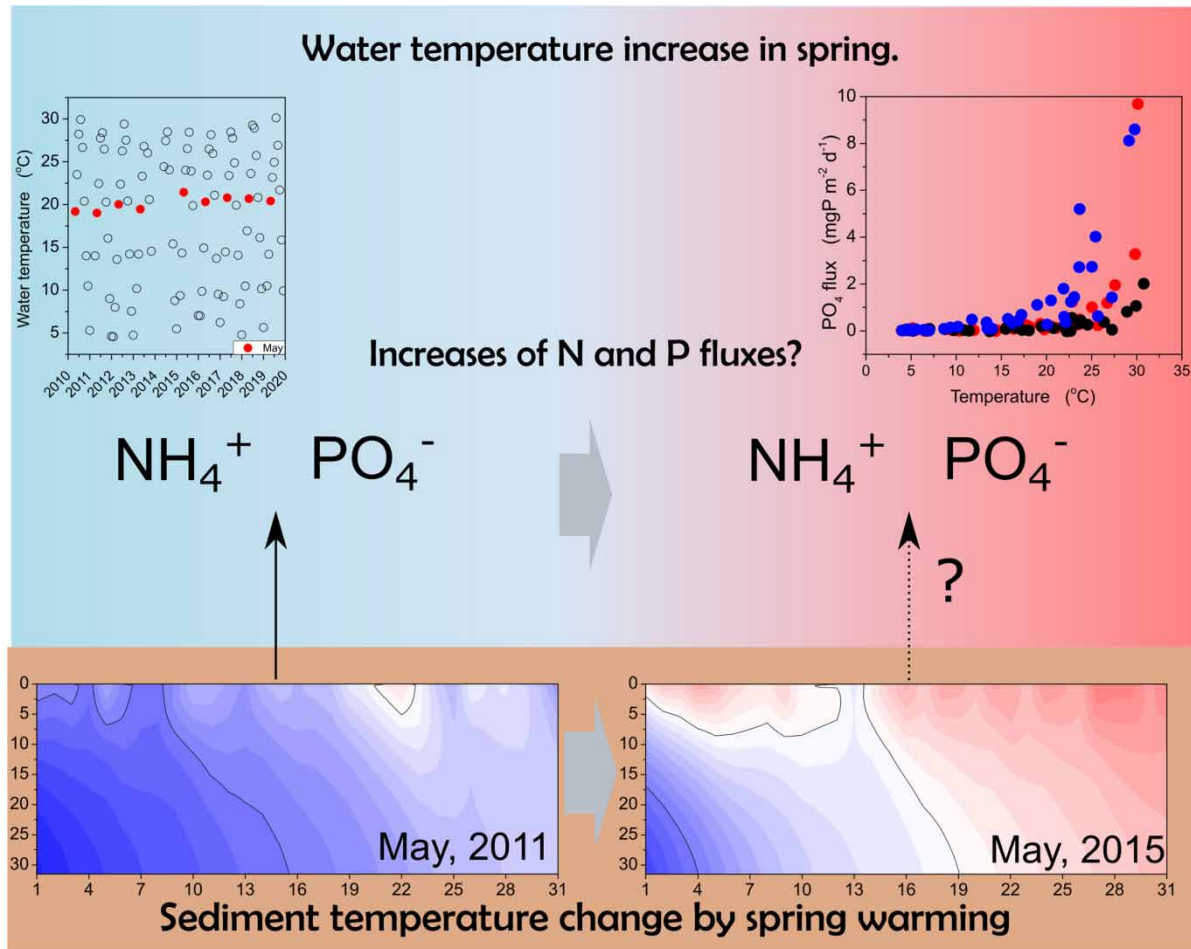 Water temperature increase in spring.
Water temperature (°C)
30
25
20
15
10
5
2010
2011
2012
2013
2014
2015
2016
2017
2018
2019
2020
May
PO₄ flux (mgP m⁻² d⁻¹)
10
8
6
4
2
0
0 5 10 15 20 25 30 35
Temperature (°C)
Increases of N and P fluxes?
NH₄⁺ PO₄⁻
NH₄⁺ PO₄⁻
?
0
5
10
15
20
25
30
May, 2011
1 4 7 10 13 16 19 22 25 28 31
0
5
10
15
20
25
30
May, 2015
1 4 7 10 13 16 19 22 25 28 31
Sediment temperature change by spring warming